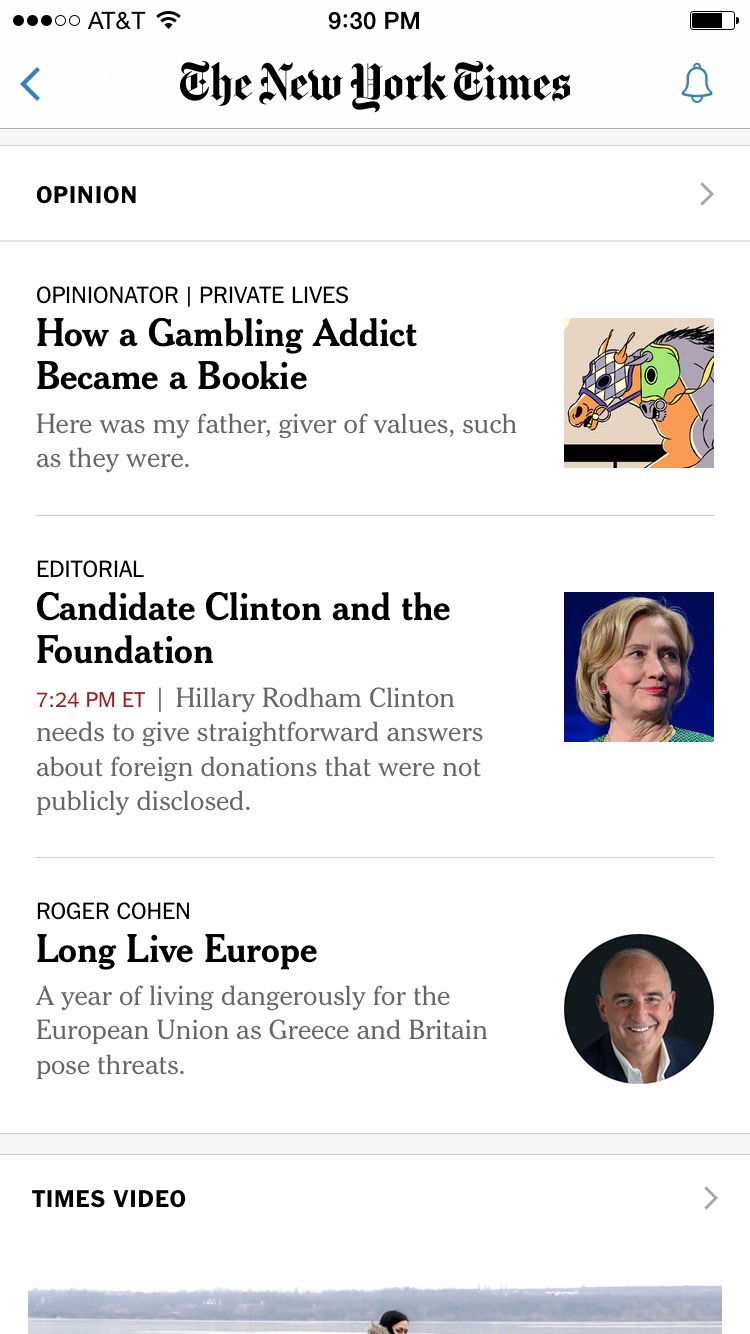 AT&T 9:30 PM
The New York Times
OPINION
OPINIONATOR | PRIVATE LIVES
How a Gambling Addict
Became a Bookie
Here was my father, giver of values, such
as they were.
EDITORIAL
Candidate Clinton and the
Foundation
7:24 PM ET | Hillary Rodham Clinton
needs to give straightforward answers
about foreign donations that were not
publicly disclosed.
ROGER COHEN
Long Live Europe
A year of living dangerously for the
European Union as Greece and Britain
pose threats.
TIMES VIDEO